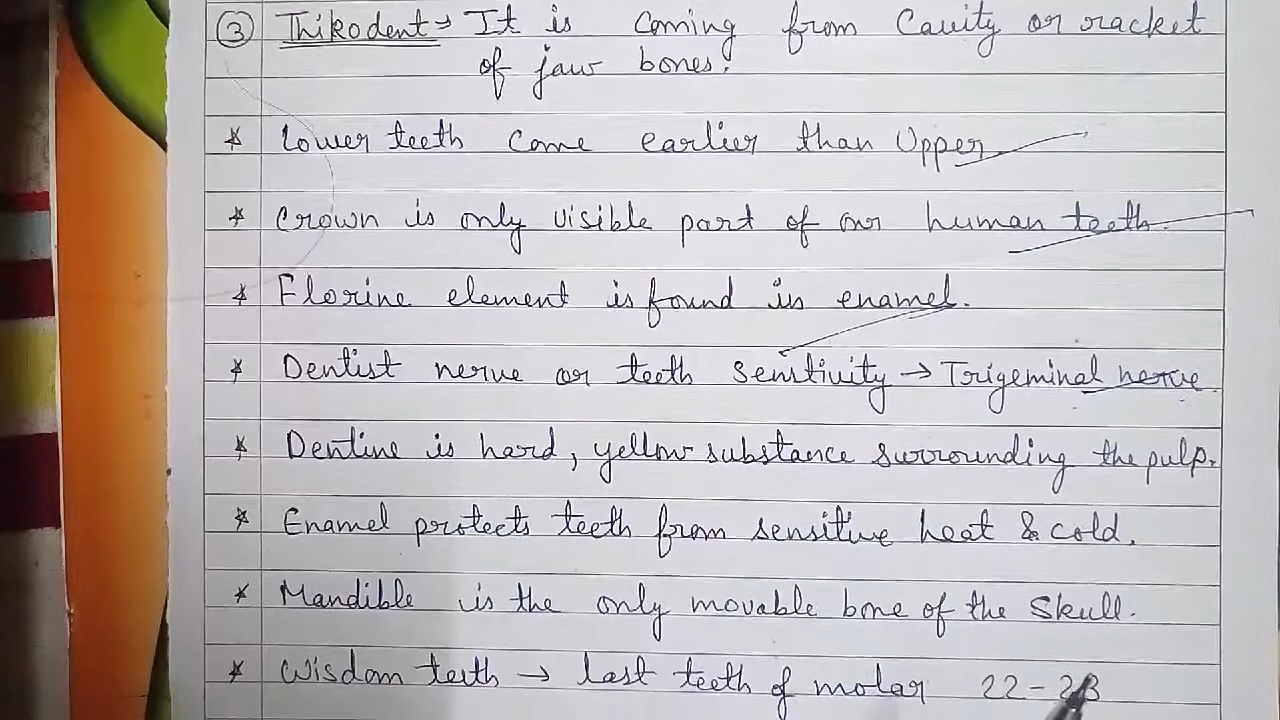 ③ Thikodent → It is coming from Cavity or racket
of jaw bones.
* Lower teeth come earlier than Upper
* Crown is only visible part of our human teeth.
* Florine element is found in enamel.
* Dentist nerve or teeth sensitivity → Trigeminal nerve
* Dentine is hard, yellow substance surrounding the pulp.
* Enamel protects teeth from sensitive heat & cold.
* Mandible is the only movable bone of the Skull.
* Wisdom teeth → last teeth of molar 22-23